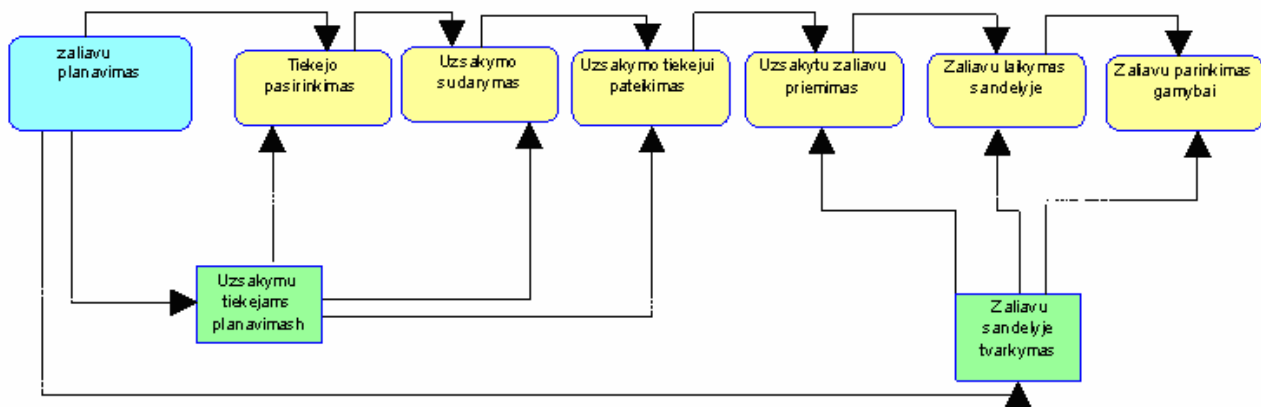 zaliavu
planavimas
Tiekejo
pasirinkimas
Uzsakymo
sudarymas
Uzsakymo tiekejui
pateikimas
Uzsakytu zaliavu
priemimas
Zaliavu laikymas
sandelyje
Zaliavu parinkimas
gamybai
Uzsakymu
tiekejams
planavimash
Zaliavu
sandelyje
tvarkymas